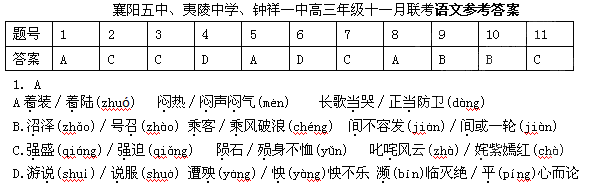 襄阳五中、夷陵中学、钟祥一中高三年级十一月联考语文参考答案
题号 1 2 3 4 5 6 7 8 9 10 11
答案 A C C D A D C A B B C
1. A
A 着装/着陆(zhuó) 闷热/闷声闷气(mèn) 长歌当哭/正当防卫(dàng)
B.沼泽(zhǎo)/号召(zhào) 乘客/乘风破浪(chéng) 间不容发(jiān)/间或一轮(jiàn)
C.强盛(qiáng)/强迫(qiǎng) 陨石/殒身不恤(yǔn) 叱咤风云(zhà)/姹紫嫣红(chà)
D.游说(shuì)/说服(shuō) 遭殃(yāng)/怏(yàng)怏不乐 濒(bīn)临灭绝/平(píng)心而论